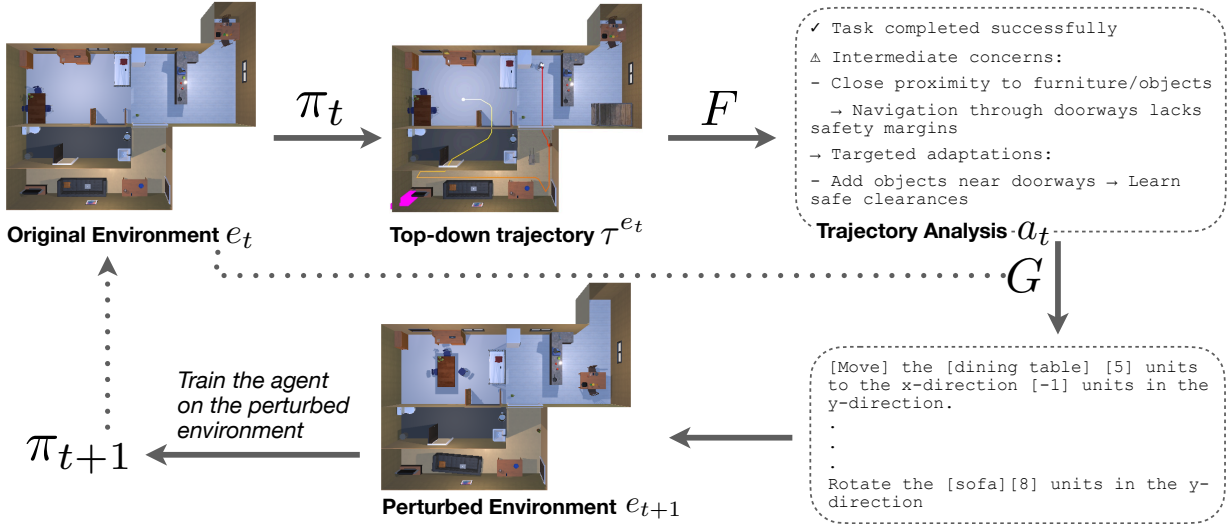 π_t
F
✓ Task completed successfully
⚠ Intermediate concerns:
- Close proximity to furniture/objects
→ Navigation through doorways lacks
safety margins
→ Targeted adaptations:
- Add objects near doorways → Learn
safe clearances
Original Environment e_t
Top-down trajectory τ^{e_t}
Trajectory Analysis a_t
G
[Move] the [dining table] [5] units
to the x-direction [-1] units in the
y-direction.
.
.
.
Rotate the [sofa][8] units in the y-
direction
Perturbed Environment e_{t+1}
Train the agent
on the perturbed
environment
π_{t+1}